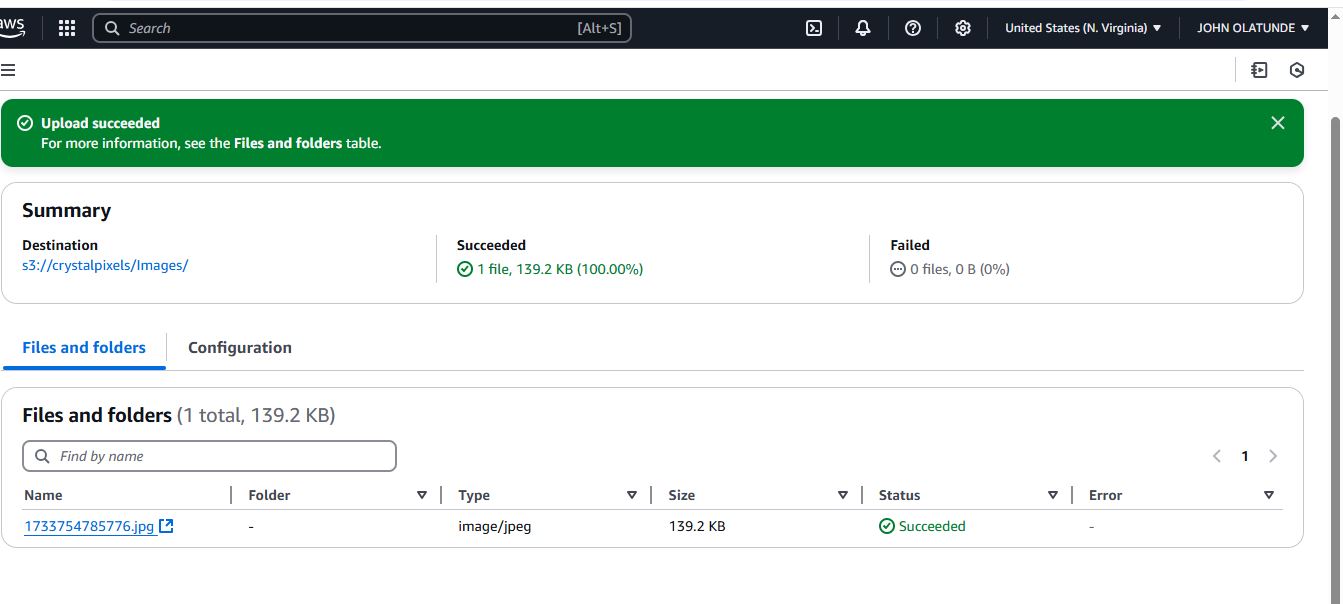 aws
Search [Alt+S] United States (N. Virginia) JOHN OLATUNDE
Upload succeeded
For more information, see the Files and folders table.
Summary
Destination Succeeded Failed
s3://crystalpixels/Images/ 1 file, 139.2 KB (100.00%) 0 files, 0 B (0%)
Files and folders Configuration
Files and folders (1 total, 139.2 KB)
Find by name 1
Name Folder Type Size Status Error
1733754785776.jpg - image/jpeg 139.2 KB Succeeded -